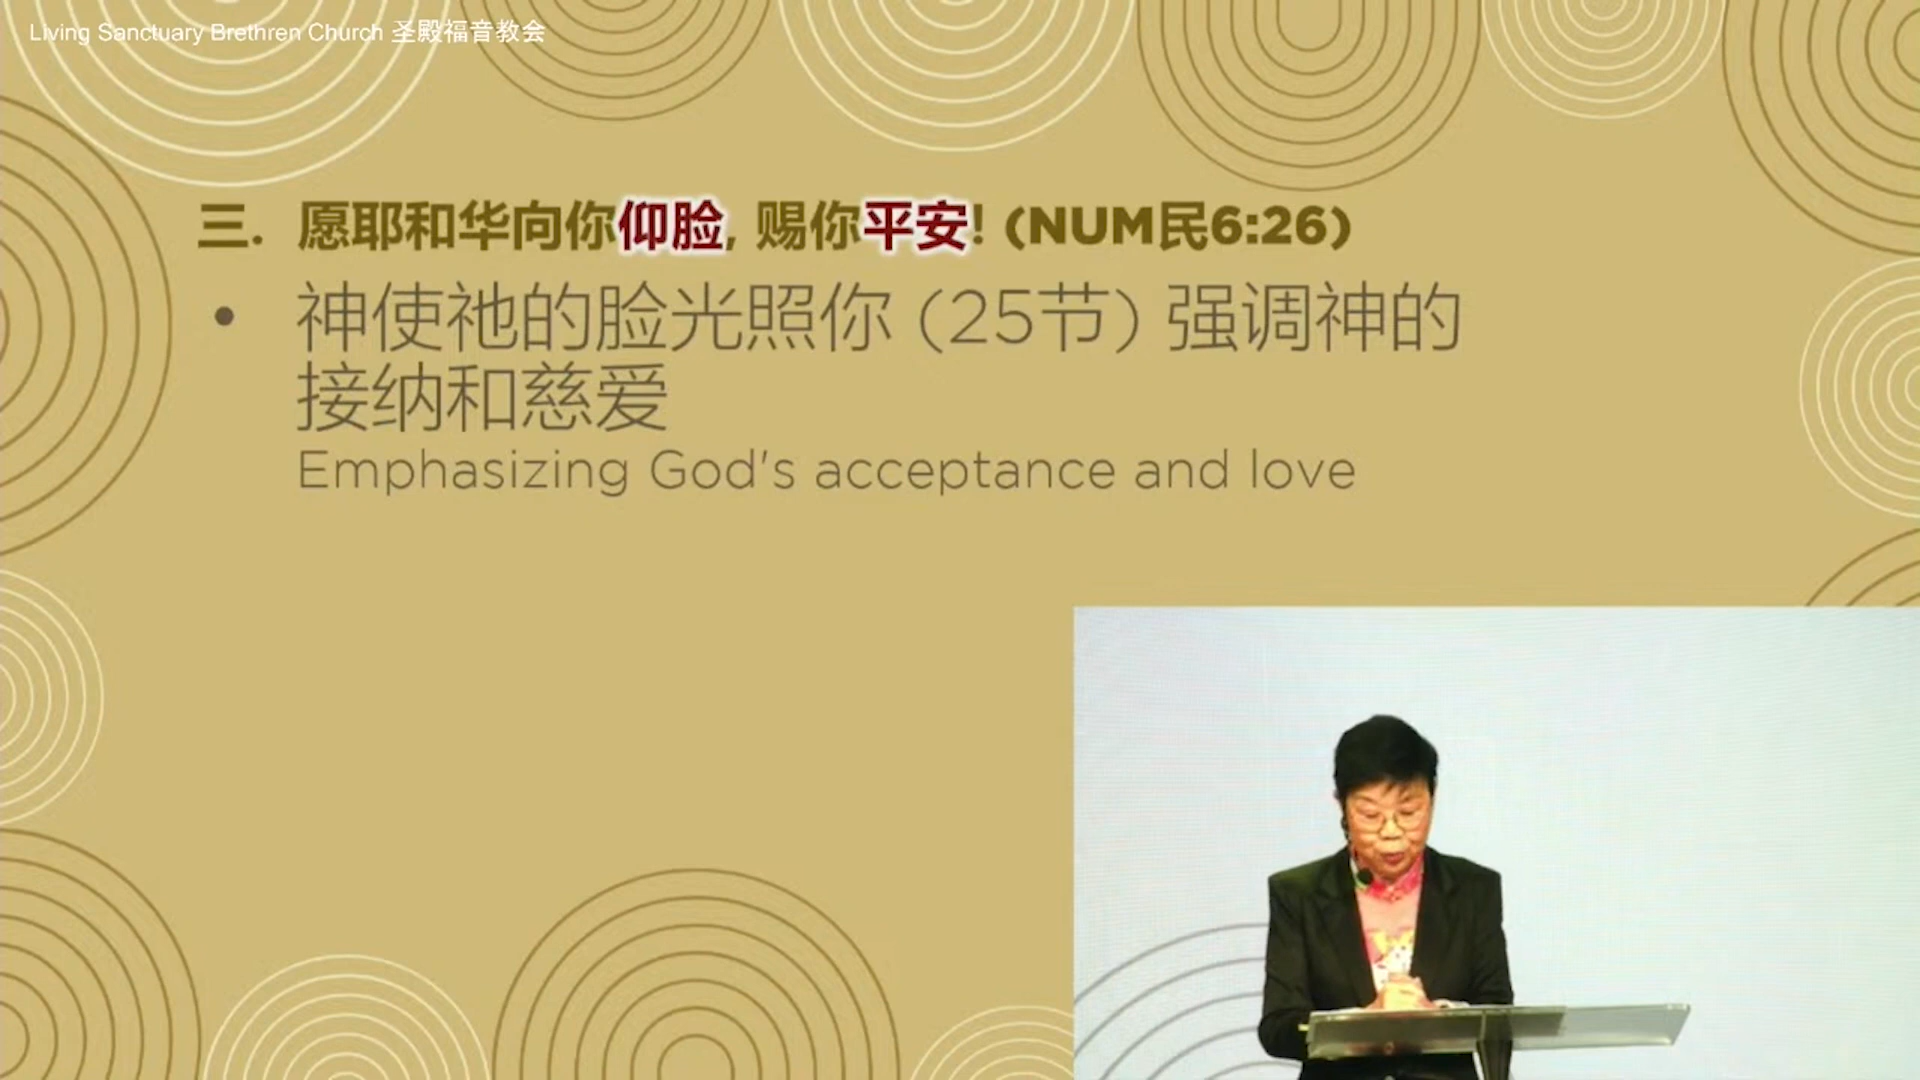 Living Sanctuary Brethren Church 圣殿福音教会
三. 愿耶和华向你仰脸, 赐你平安! (NUM民6:26)
• 神使祂的脸光照你 (25节) 强调神的
接纳和慈爱
Emphasizing God's acceptance and love